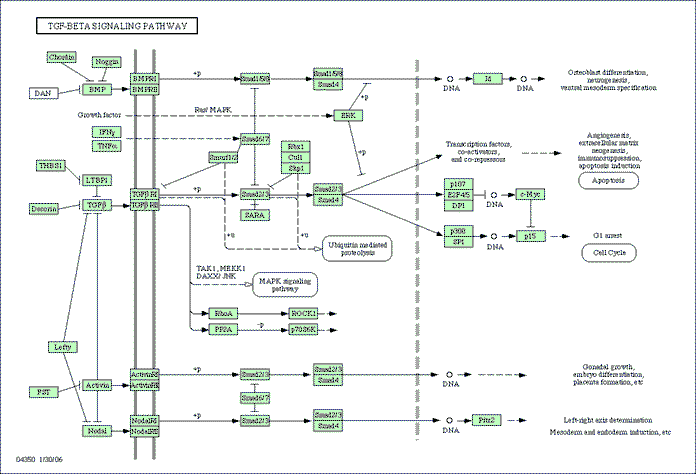 TGF-BETA SIGNALING PATHWAY
Chordin
Noggin
DAN
BMP
BMPRI
BMPRII
+p
Smad1/5/8
Smad1/5/8
Smad4
DNA
Id
DNA
Osteoblast differentiation,
neurogenesis,
ventral mesoderm specification
Growth factor
Ras/ MAPK
ERK
+p
+p
IFNγ
TNFα
Smad6/7
Smurf1/2
Rbx1
Cul1
Skp1
Transcription factors,
co-activators,
and co-repressors
Angiogenesis,
extracellular matrix
neogenesis,
immunosuppression,
apoptosis induction
Apoptosis
THBS1
LTBP1
Decorin
TGFβ
TGFβ RI
TGFβ RII
+p
Smad2/3
SARA
Smad2/3
Smad4
p107
E2F4/5
DP1
DNA
c-Myc
p300
SP1
DNA
p15
G1 arrest
Cell Cycle
+u
+u
Ubiquitin mediated
proteolysis
TAK1, MEKK1
DAXX/ JNK
MAPK signaling
pathway
RhoA
ROCK1
PP2A
-p
p70S6K
Lefty
FST
Activin
ActivinRI
ActivinRII
+p
Smad2/3
Smad2/3
Smad4
DNA
Gonadal growth,
embryo differentiation,
placenta formation, etc
Smad6/7
Nodal
NodalRI
NodalRII
+p
Smad2/3
Smad2/3
Smad4
DNA
Pitx2
Left-right axis determination
Mesoderm and endoderm induction, etc
04350 1/30/06